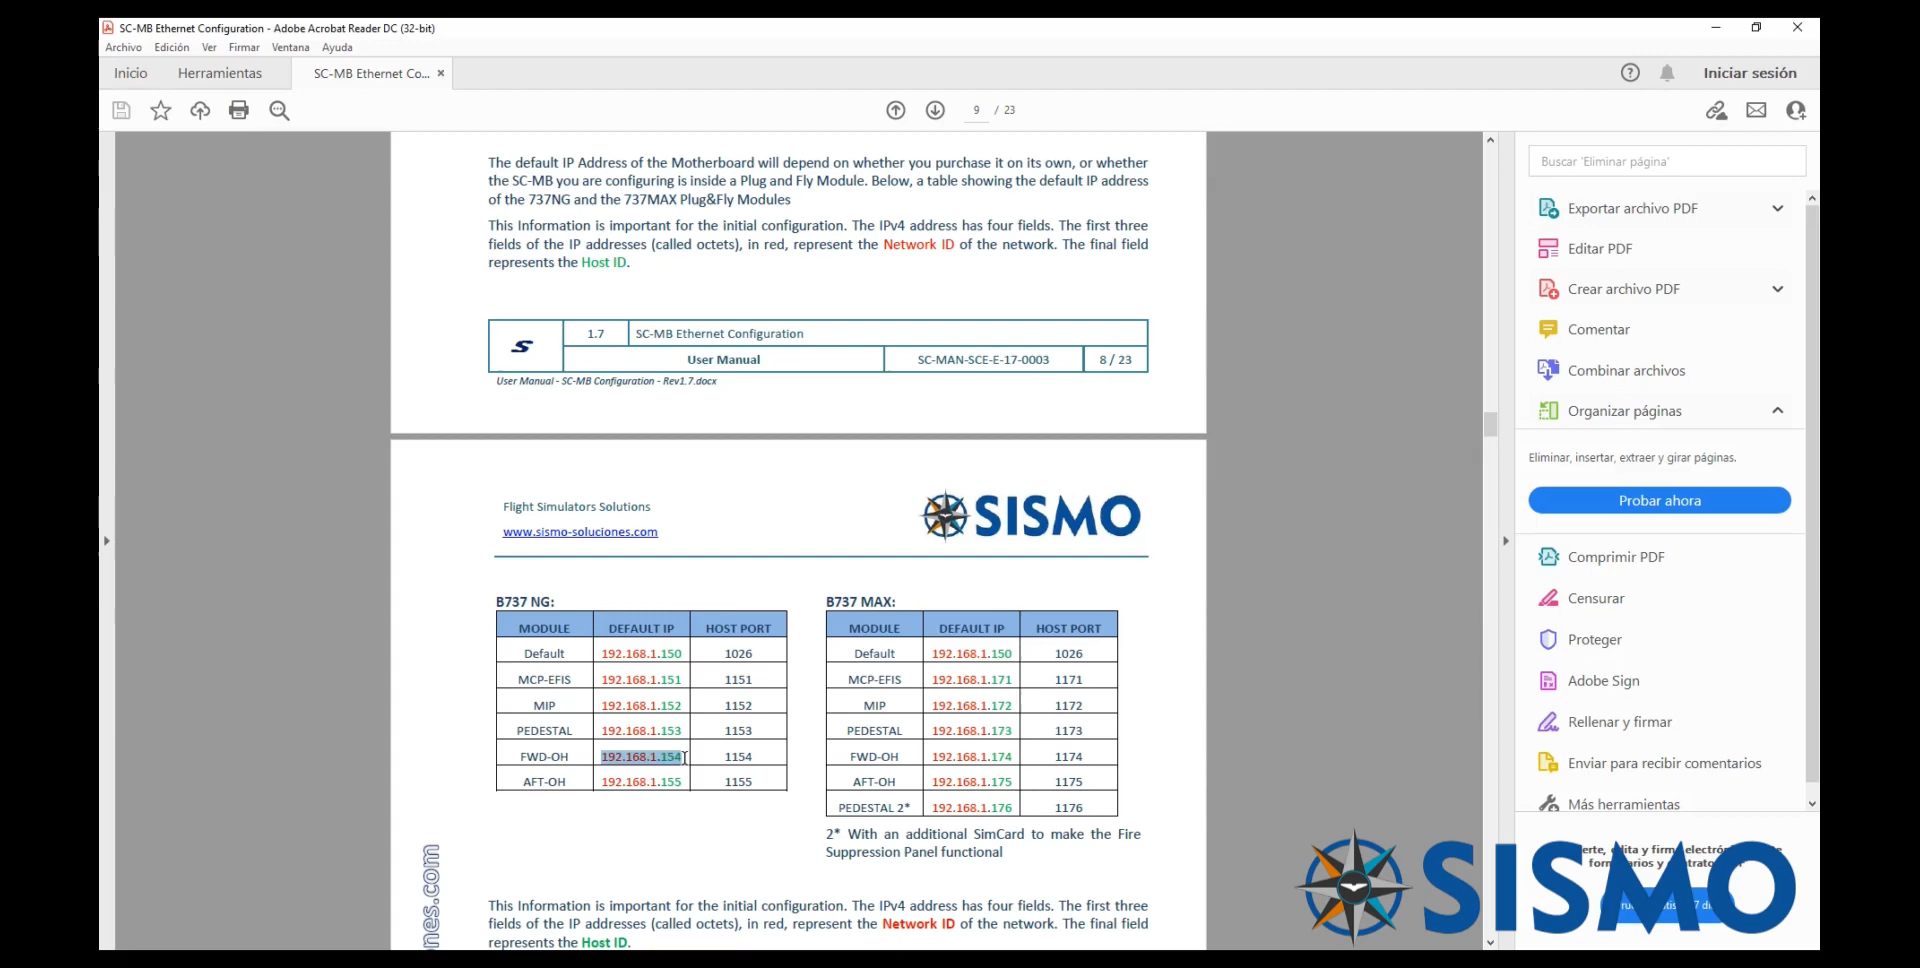 SC-MB Ethernet Configuration - Adobe Acrobat Reader DC (32-bit)
Archivo Edición Ver Firmar Ventana Ayuda
Inicio Herramientas SC-MB Ethernet Co... × Iniciar sesión
9 / 23
The default IP Address of the Motherboard will depend on whether you purchase it on its own, or whether
the SC-MB you are configuring is inside a Plug and Fly Module. Below, a table showing the default IP address
of the 737NG and the 737MAX Plug&Fly Modules
This Information is important for the initial configuration. The IPv4 address has four fields. The first three
fields of the IP addresses (called octets), in red, represent the Network ID of the network. The final field
represents the Host ID.
S
1.7 SC-MB Ethernet Configuration
User Manual SC-MAN-SCE-E-17-0003 8 / 23
User Manual - SC-MB Configuration - Rev1.7.docx
Flight Simulators Solutions
www.sismo-soluciones.com
SISMO
B737 NG:
MODULE DEFAULT IP HOST PORT
Default 192.168.1.150 1026
MCP-EFIS 192.168.1.151 1151
MIP 192.168.1.152 1152
PEDESTAL 192.168.1.153 1153
FWD-OH 192.168.1.154 1154
AFT-OH 192.168.1.155 1155
B737 MAX:
MODULE DEFAULT IP HOST PORT
Default 192.168.1.150 1026
MCP-EFIS 192.168.1.171 1171
MIP 192.168.1.172 1172
PEDESTAL 192.168.1.173 1173
FWD-OH 192.168.1.174 1174
AFT-OH 192.168.1.175 1175
PEDESTAL 2* 192.168.1.176 1176
2* With an additional SimCard to make the Fire
Suppression Panel functional
nes.com
This Information is important for the initial configuration. The IPv4 address has four fields. The first three
fields of the IP addresses (called octets), in red, represent the Network ID of the network. The final field
represents the Host ID.
Buscar 'Eliminar página'
Exportar archivo PDF
Editar PDF
Crear archivo PDF
Comentar
Combinar archivos
Organizar páginas
Eliminar, insertar, extraer y girar páginas.
Probar ahora
Comprimir PDF
Censurar
Proteger
Adobe Sign
Rellenar y firmar
Enviar para recibir comentarios
Más herramientas
SISMO